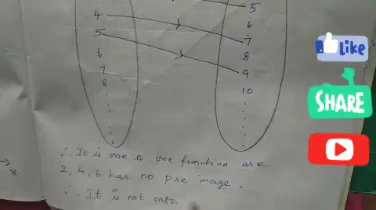 5
4
6
5
7
6
8
7
9
8
10
∴ It is one to one function are
2, 4, 6 has no pre image.
∴ It is not onto.
x
Like
SHARE